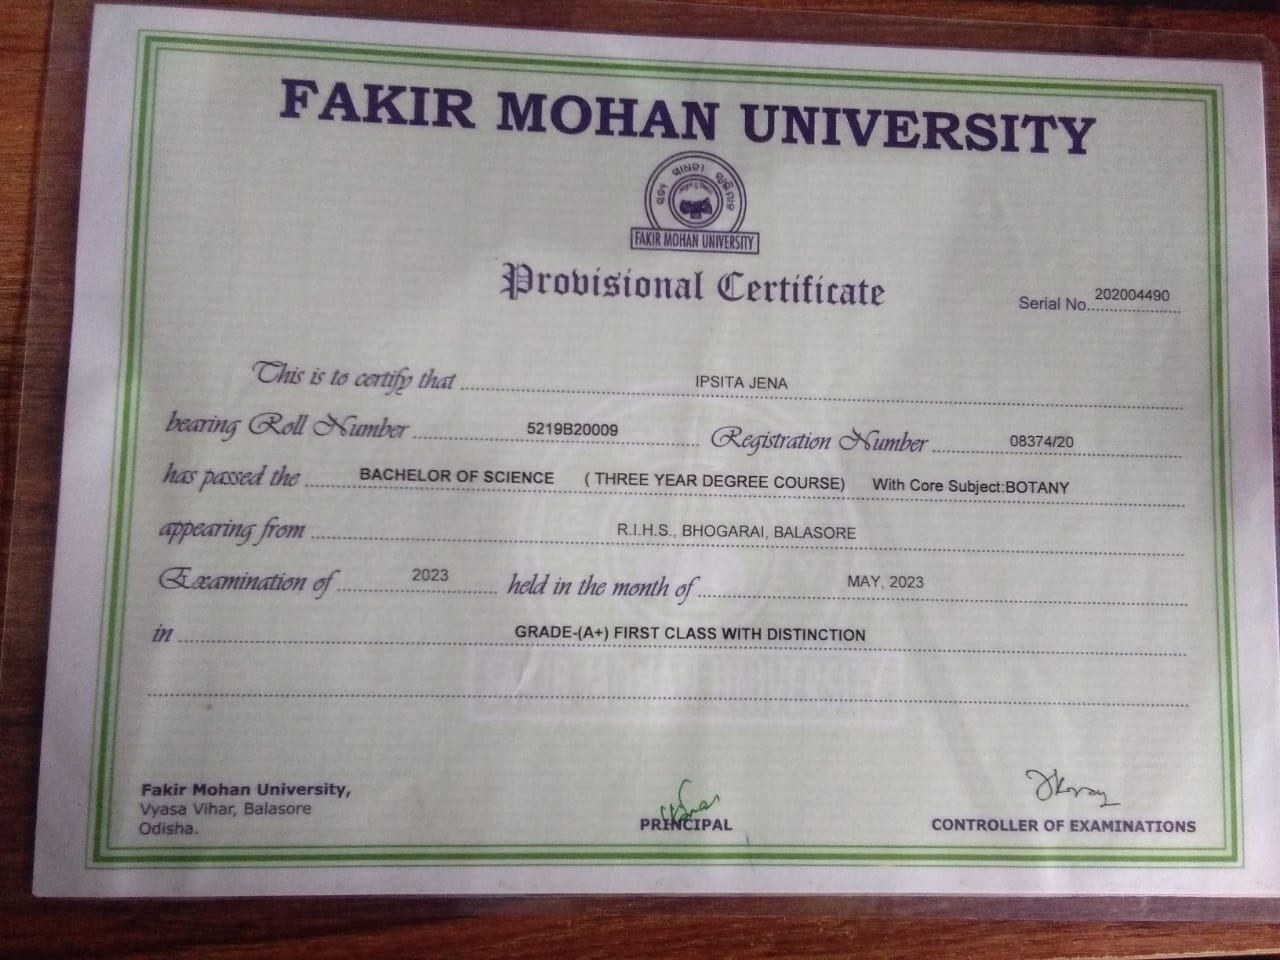 FAKIR MOHAN UNIVERSITY
FAKIR MOHAN UNIVERSITY
Provisional Certificate
Serial No. 202004490
This is to certify that IPSITA JENA
bearing Roll Number 5219B20009 Registration Number 08374/20
has passed the BACHELOR OF SCIENCE ( THREE YEAR DEGREE COURSE) With Core Subject:BOTANY
appearing from R.I.H.S., BHOGARAI, BALASORE
Examination of 2023 held in the month of MAY, 2023
in GRADE-(A+) FIRST CLASS WITH DISTINCTION
Fakir Mohan University,
Vyasa Vihar, Balasore
Odisha.
PRINCIPAL
CONTROLLER OF EXAMINATIONS